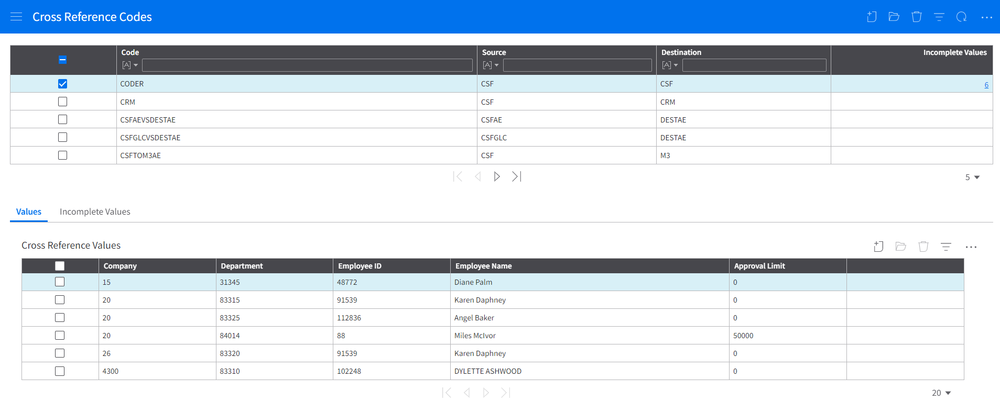 Cross Reference Codes
Code Source Destination Incomplete Values
[A] [A] [A]
CODER CSF CSF 6
CRM CSF CRM
CSFAEVSDESTAE CSFAE DESTAE
CSFGLCVSDESTAE CSFGLC DESTAE
CSFTOM3AE CSF M3
5
Values Incomplete Values
Cross Reference Values
Company Department Employee ID Employee Name Approval Limit
15 31345 48772 Diane Palm 0
20 83315 91539 Karen Daphney 0
20 83325 112836 Angel Baker 0
20 84014 88 Miles McIvor 50000
26 83320 91539 Karen Daphney 0
4300 83310 102248 DYLETTE ASHWOOD 0
20